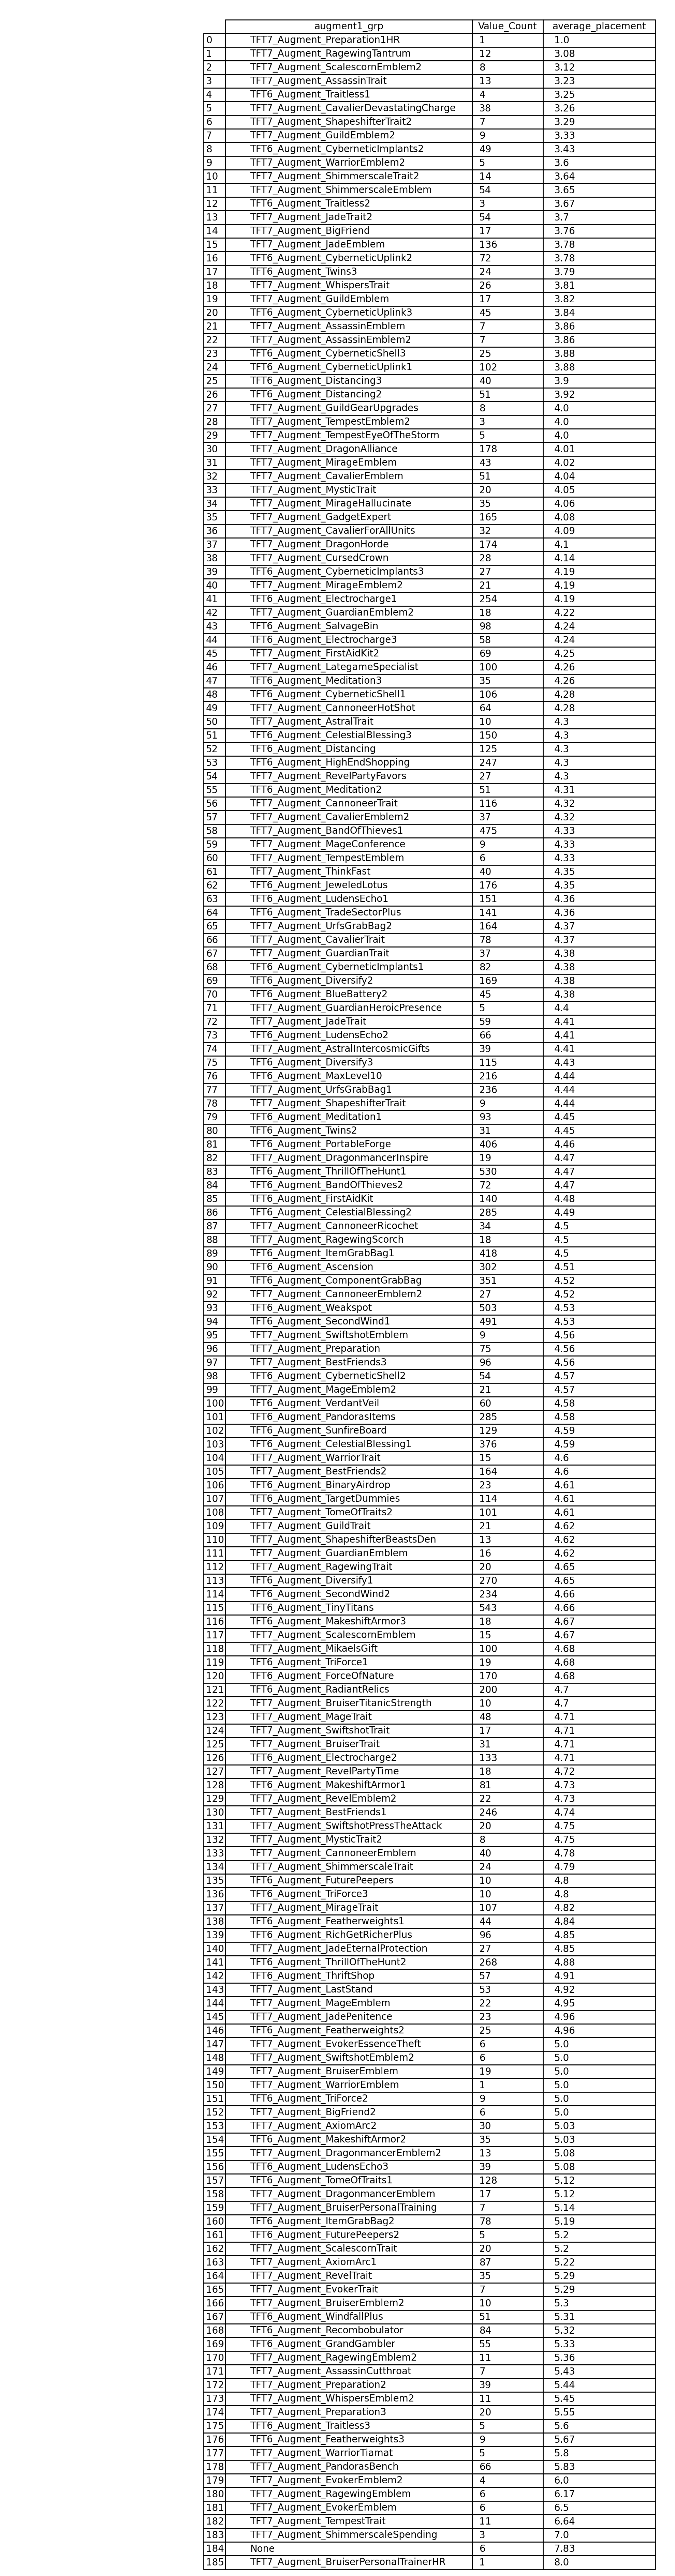 augment1_grp Value_Count average_placement
0 TFT7_Augment_Preparation1HR 1 1.0
1 TFT7_Augment_RagewingTantrum 12 3.08
2 TFT7_Augment_ScalescornEmblem2 8 3.12
3 TFT7_Augment_AssassinTrait 13 3.23
4 TFT6_Augment_Traitless1 4 3.25
5 TFT7_Augment_CavalierDevastatingCharge 38 3.26
6 TFT7_Augment_ShapeshifterTrait2 7 3.29
7 TFT7_Augment_GuildEmblem2 9 3.33
8 TFT6_Augment_CyberneticImplants2 49 3.43
9 TFT7_Augment_WarriorEmblem2 5 3.6
10 TFT7_Augment_ShimmerscaleTrait2 14 3.64
11 TFT7_Augment_ShimmerscaleEmblem 54 3.65
12 TFT6_Augment_Traitless2 3 3.67
13 TFT7_Augment_JadeTrait2 54 3.7
14 TFT7_Augment_BigFriend 17 3.76
15 TFT7_Augment_JadeEmblem 136 3.78
16 TFT6_Augment_CyberneticUplink2 72 3.78
17 TFT6_Augment_Twins3 24 3.79
18 TFT7_Augment_WhispersTrait 26 3.81
19 TFT7_Augment_GuildEmblem 17 3.82
20 TFT6_Augment_CyberneticUplink3 45 3.84
21 TFT7_Augment_AssassinEmblem 7 3.86
22 TFT7_Augment_AssassinEmblem2 7 3.86
23 TFT6_Augment_CyberneticShell3 25 3.88
24 TFT6_Augment_CyberneticUplink1 102 3.88
25 TFT6_Augment_Distancing3 40 3.9
26 TFT6_Augment_Distancing2 51 3.92
27 TFT7_Augment_GuildGearUpgrades 8 4.0
28 TFT7_Augment_TempestEmblem2 3 4.0
29 TFT7_Augment_TempestEyeOfTheStorm 5 4.0
30 TFT7_Augment_DragonAlliance 178 4.01
31 TFT7_Augment_MirageEmblem 43 4.02
32 TFT7_Augment_CavalierEmblem 51 4.04
33 TFT7_Augment_MysticTrait 20 4.05
34 TFT7_Augment_MirageHallucinate 35 4.06
35 TFT7_Augment_GadgetExpert 165 4.08
36 TFT7_Augment_CavalierForAllUnits 32 4.09
37 TFT7_Augment_DragonHorde 174 4.1
38 TFT7_Augment_CursedCrown 28 4.14
39 TFT6_Augment_CyberneticImplants3 27 4.19
40 TFT7_Augment_MirageEmblem2 21 4.19
41 TFT6_Augment_Electrocharge1 254 4.19
42 TFT7_Augment_GuardianEmblem2 18 4.22
43 TFT6_Augment_SalvageBin 98 4.24
44 TFT6_Augment_Electrocharge3 58 4.24
45 TFT7_Augment_FirstAidKit2 69 4.25
46 TFT7_Augment_LategameSpecialist 100 4.26
47 TFT6_Augment_Meditation3 35 4.26
48 TFT6_Augment_CyberneticShell1 106 4.28
49 TFT7_Augment_CannoneerHotShot 64 4.28
50 TFT7_Augment_AstralTrait 10 4.3
51 TFT6_Augment_CelestialBlessing3 150 4.3
52 TFT6_Augment_Distancing 125 4.3
53 TFT6_Augment_HighEndShopping 247 4.3
54 TFT7_Augment_RevelPartyFavors 27 4.3
55 TFT6_Augment_Meditation2 51 4.31
56 TFT7_Augment_CannoneerTrait 116 4.32
57 TFT7_Augment_CavalierEmblem2 37 4.32
58 TFT7_Augment_BandOfThieves1 475 4.33
59 TFT7_Augment_MageConference 9 4.33
60 TFT7_Augment_TempestEmblem 6 4.33
61 TFT7_Augment_ThinkFast 40 4.35
62 TFT6_Augment_JeweledLotus 176 4.35
63 TFT6_Augment_LudensEcho1 151 4.36
64 TFT6_Augment_TradeSectorPlus 141 4.36
65 TFT7_Augment_UrfsGrabBag2 164 4.37
66 TFT7_Augment_CavalierTrait 78 4.37
67 TFT7_Augment_GuardianTrait 37 4.38
68 TFT6_Augment_CyberneticImplants1 82 4.38
69 TFT6_Augment_Diversify2 169 4.38
70 TFT6_Augment_BlueBattery2 45 4.38
71 TFT7_Augment_GuardianHeroicPresence 5 4.4
72 TFT7_Augment_JadeTrait 59 4.41
73 TFT6_Augment_LudensEcho2 66 4.41
74 TFT7_Augment_AstralIntercosmicGifts 39 4.41
75 TFT6_Augment_Diversify3 115 4.43
76 TFT6_Augment_MaxLevel10 216 4.44
77 TFT7_Augment_UrfsGrabBag1 236 4.44
78 TFT7_Augment_ShapeshifterTrait 9 4.44
79 TFT6_Augment_Meditation1 93 4.45
80 TFT6_Augment_Twins2 31 4.45
81 TFT6_Augment_PortableForge 406 4.46
82 TFT7_Augment_DragonmancerInspire 19 4.47
83 TFT6_Augment_ThrillOfTheHunt1 530 4.47
84 TFT7_Augment_BandOfThieves2 72 4.47
85 TFT6_Augment_FirstAidKit 140 4.48
86 TFT6_Augment_CelestialBlessing2 285 4.49
87 TFT7_Augment_CannoneerRicochet 34 4.5
88 TFT7_Augment_RagewingScorch 18 4.5
89 TFT6_Augment_ItemGrabBag1 418 4.5
90 TFT6_Augment_Ascension 302 4.51
91 TFT6_Augment_ComponentGrabBag 351 4.52
92 TFT7_Augment_CannoneerEmblem2 27 4.52
93 TFT6_Augment_Weakspot 503 4.53
94 TFT6_Augment_SecondWind1 491 4.53
95 TFT7_Augment_SwiftshotEmblem 9 4.56
96 TFT7_Augment_Preparation 75 4.56
97 TFT7_Augment_BestFriends3 96 4.56
98 TFT6_Augment_CyberneticShell2 54 4.57
99 TFT7_Augment_MageEmblem2 21 4.57
100 TFT6_Augment_VerdantVeil 60 4.58
101 TFT6_Augment_PandorasItems 285 4.58
102 TFT6_Augment_SunfireBoard 129 4.59
103 TFT6_Augment_CelestialBlessing1 376 4.59
104 TFT7_Augment_WarriorTrait 15 4.6
105 TFT7_Augment_BestFriends2 164 4.6
106 TFT6_Augment_BinaryAirdrop 23 4.61
107 TFT6_Augment_TargetDummies 114 4.61
108 TFT7_Augment_TomeOfTraits2 101 4.61
109 TFT7_Augment_GuildTrait 21 4.62
110 TFT7_Augment_ShapeshifterBeastsDen 13 4.62
111 TFT7_Augment_GuardianEmblem 16 4.62
112 TFT7_Augment_RagewingTrait 20 4.65
113 TFT6_Augment_Diversify1 270 4.65
114 TFT6_Augment_SecondWind2 234 4.66
115 TFT6_Augment_TinyTitans 543 4.66
116 TFT6_Augment_MakeshiftArmor3 18 4.67
117 TFT7_Augment_ScalescornEmblem 15 4.67
118 TFT7_Augment_MikaelsGift 100 4.68
119 TFT6_Augment_TriForce1 19 4.68
120 TFT6_Augment_ForceOfNature 170 4.68
121 TFT6_Augment_RadiantRelics 200 4.7
122 TFT7_Augment_BruiserTitanicStrength 10 4.7
123 TFT7_Augment_MageTrait 48 4.71
124 TFT7_Augment_SwiftshotTrait 17 4.71
125 TFT7_Augment_BruiserTrait 31 4.71
126 TFT6_Augment_Electrocharge2 133 4.71
127 TFT7_Augment_RevelPartyTime 18 4.72
128 TFT6_Augment_MakeshiftArmor1 81 4.73
129 TFT7_Augment_RevelEmblem2 22 4.73
130 TFT7_Augment_BestFriends1 246 4.74
131 TFT7_Augment_SwiftshotPressTheAttack 20 4.75
132 TFT7_Augment_MysticTrait2 8 4.75
133 TFT7_Augment_CannoneerEmblem 40 4.78
134 TFT7_Augment_ShimmerscaleTrait 24 4.79
135 TFT7_Augment_FuturePeepers 10 4.8
136 TFT6_Augment_TriForce3 10 4.8
137 TFT7_Augment_MirageTrait 107 4.82
138 TFT6_Augment_Featherweights1 44 4.84
139 TFT6_Augment_RichGetRicherPlus 96 4.85
140 TFT7_Augment_JadeEternalProtection 27 4.85
141 TFT6_Augment_ThrillOfTheHunt2 268 4.88
142 TFT6_Augment_ThriftShop 57 4.91
143 TFT7_Augment_LastStand 53 4.92
144 TFT7_Augment_MageEmblem 22 4.95
145 TFT7_Augment_JadePenitence 23 4.96
146 TFT6_Augment_Featherweights2 25 4.96
147 TFT7_Augment_EvokerEssenceTheft 6 5.0
148 TFT7_Augment_SwiftshotEmblem2 6 5.0
149 TFT7_Augment_BruiserEmblem 19 5.0
150 TFT7_Augment_WarriorEmblem 1 5.0
151 TFT6_Augment_TriForce2 9 5.0
152 TFT7_Augment_BigFriend2 6 5.0
153 TFT7_Augment_AxiomArc2 30 5.03
154 TFT6_Augment_MakeshiftArmor2 35 5.03
155 TFT7_Augment_DragonmancerEmblem2 13 5.08
156 TFT6_Augment_LudensEcho3 39 5.08
157 TFT6_Augment_TomeOfTraits1 128 5.12
158 TFT7_Augment_DragonmancerEmblem 17 5.12
159 TFT7_Augment_BruiserPersonalTraining 7 5.14
160 TFT6_Augment_ItemGrabBag2 78 5.19
161 TFT6_Augment_FuturePeepers2 5 5.2
162 TFT7_Augment_ScalescornTrait 20 5.2
163 TFT7_Augment_AxiomArc1 87 5.22
164 TFT7_Augment_RevelTrait 35 5.29
165 TFT7_Augment_EvokerTrait 7 5.29
166 TFT7_Augment_BruiserEmblem2 10 5.3
167 TFT6_Augment_WindfallPlus 51 5.31
168 TFT6_Augment_Recombobulator 84 5.32
169 TFT6_Augment_GrandGambler 55 5.33
170 TFT7_Augment_RagewingEmblem2 11 5.36
171 TFT7_Augment_AssassinCutthroat 7 5.43
172 TFT7_Augment_Preparation2 39 5.44
173 TFT7_Augment_WhispersEmblem2 11 5.45
174 TFT7_Augment_Preparation3 20 5.55
175 TFT6_Augment_Traitless3 5 5.6
176 TFT6_Augment_Featherweights3 9 5.67
177 TFT7_Augment_WarriorTiamat 5 5.8
178 TFT7_Augment_PandorasBench 66 5.83
179 TFT7_Augment_EvokerEmblem2 4 6.0
180 TFT7_Augment_RagewingEmblem 6 6.17
181 TFT7_Augment_EvokerEmblem 6 6.5
182 TFT7_Augment_TempestTrait 11 6.64
183 TFT7_Augment_ShimmerscaleSpending 3 7.0
184 None 6 7.83
185 TFT7_Augment_BruiserPersonalTrainerHR 1 8.0